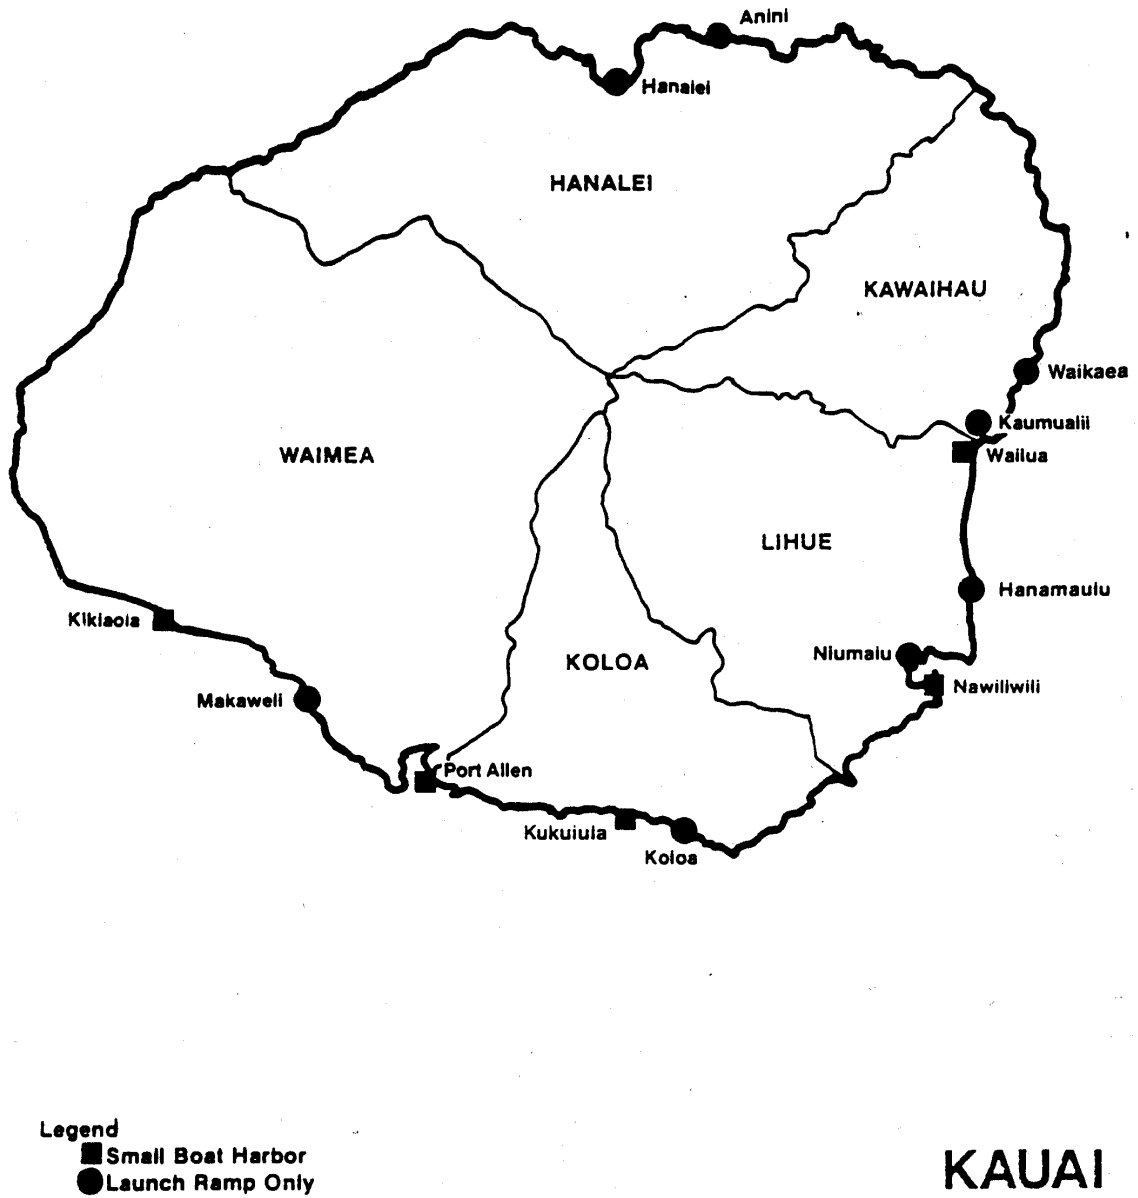 Anini
Hanalei
HANALEI
KAWAIHAU
Waikaea
Kaumualii
Wailua
WAIMEA
LIHUE
Hanamaulu
Kikiaola
Niumalu
KOLOA
Nawiliwili
Makaweli
Port Allen
Kukuiula
Koloa
Legend
Small Boat Harbor
Launch Ramp Only
KAUAI